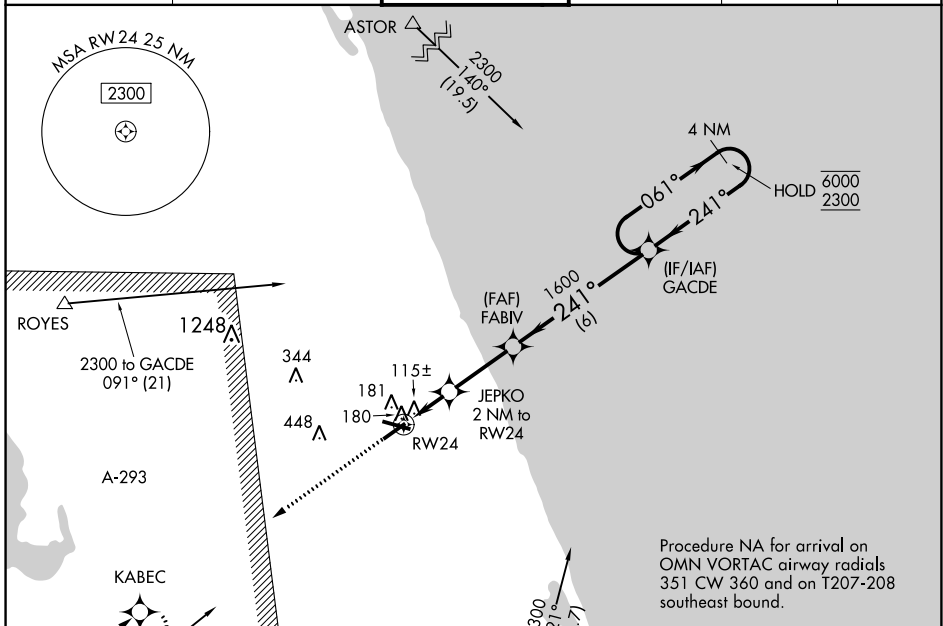 MSA RW 24 25 NM
2300
ASTOR
2300
140°
(19.5)
4 NM
061°
241°
HOLD
6000
2300
(IF/IAF)
GACDE
1600
241°
(6)
(FAF)
FABIV
ROYES
2300 to GACDE
091° (21)
1248
344
448
181
115±
180
JEPKO
2 NM to
RW24
RW24
A-293
KABEC
Procedure NA for arrival on
OMN VORTAC airway radials
351 CW 360 and on T207-208
southeast bound.